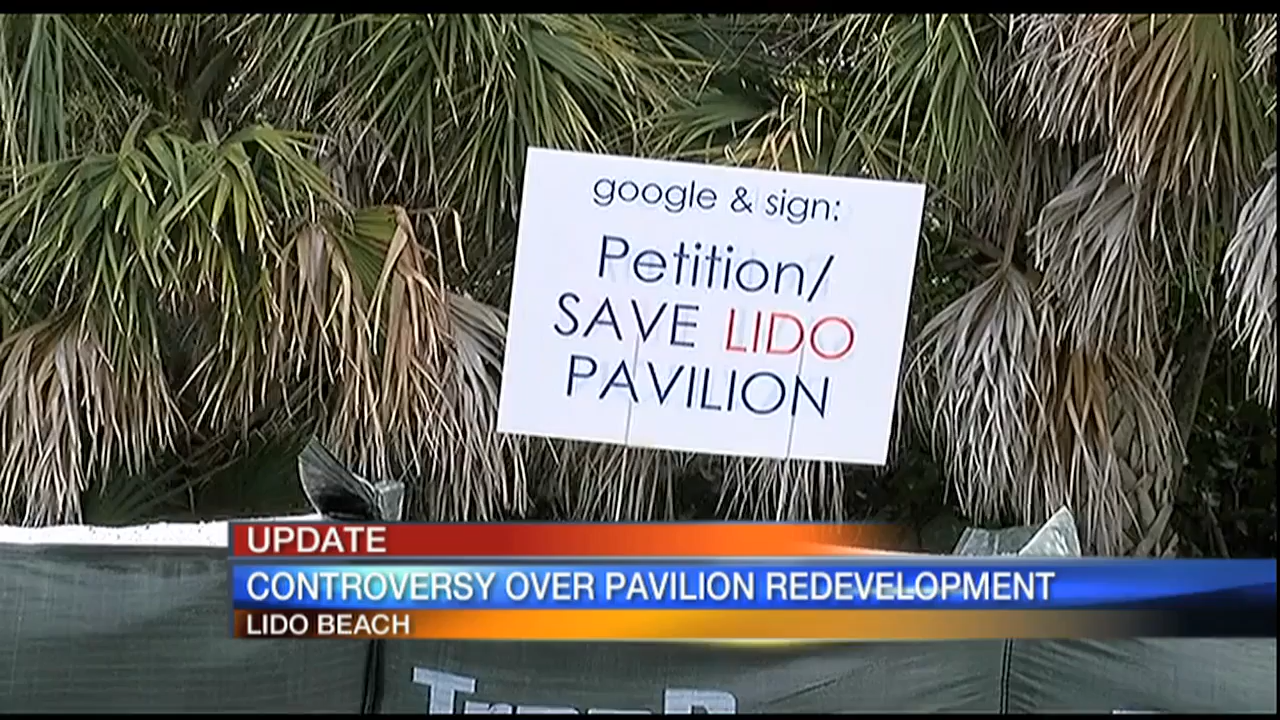 google & sign:
Petition/
SAVE LIDO
PAVILION
UPDATE
CONTROVERSY OVER PAVILION REDEVELOPMENT
LIDO BEACH